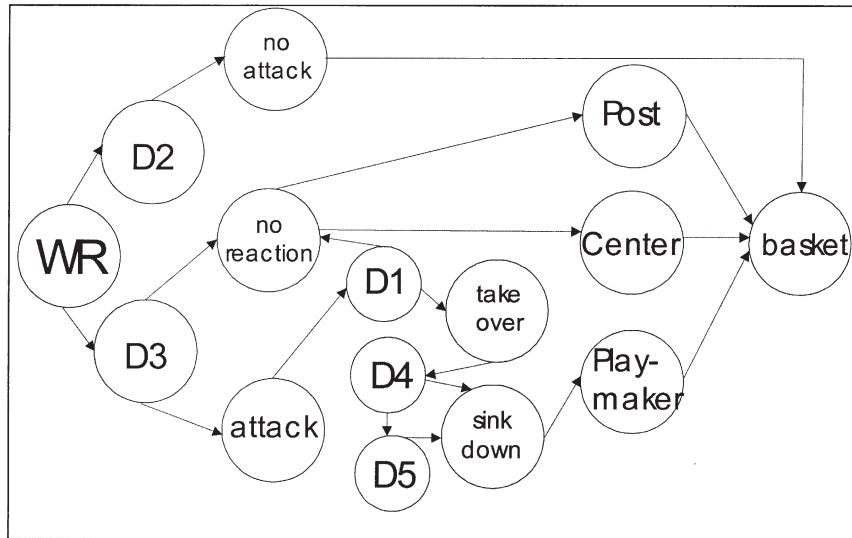 no
attack
D2
Post
WR
no
reaction
Center
basket
D1
take
over
D3
D4
Play-
maker
attack
sink
down
D5